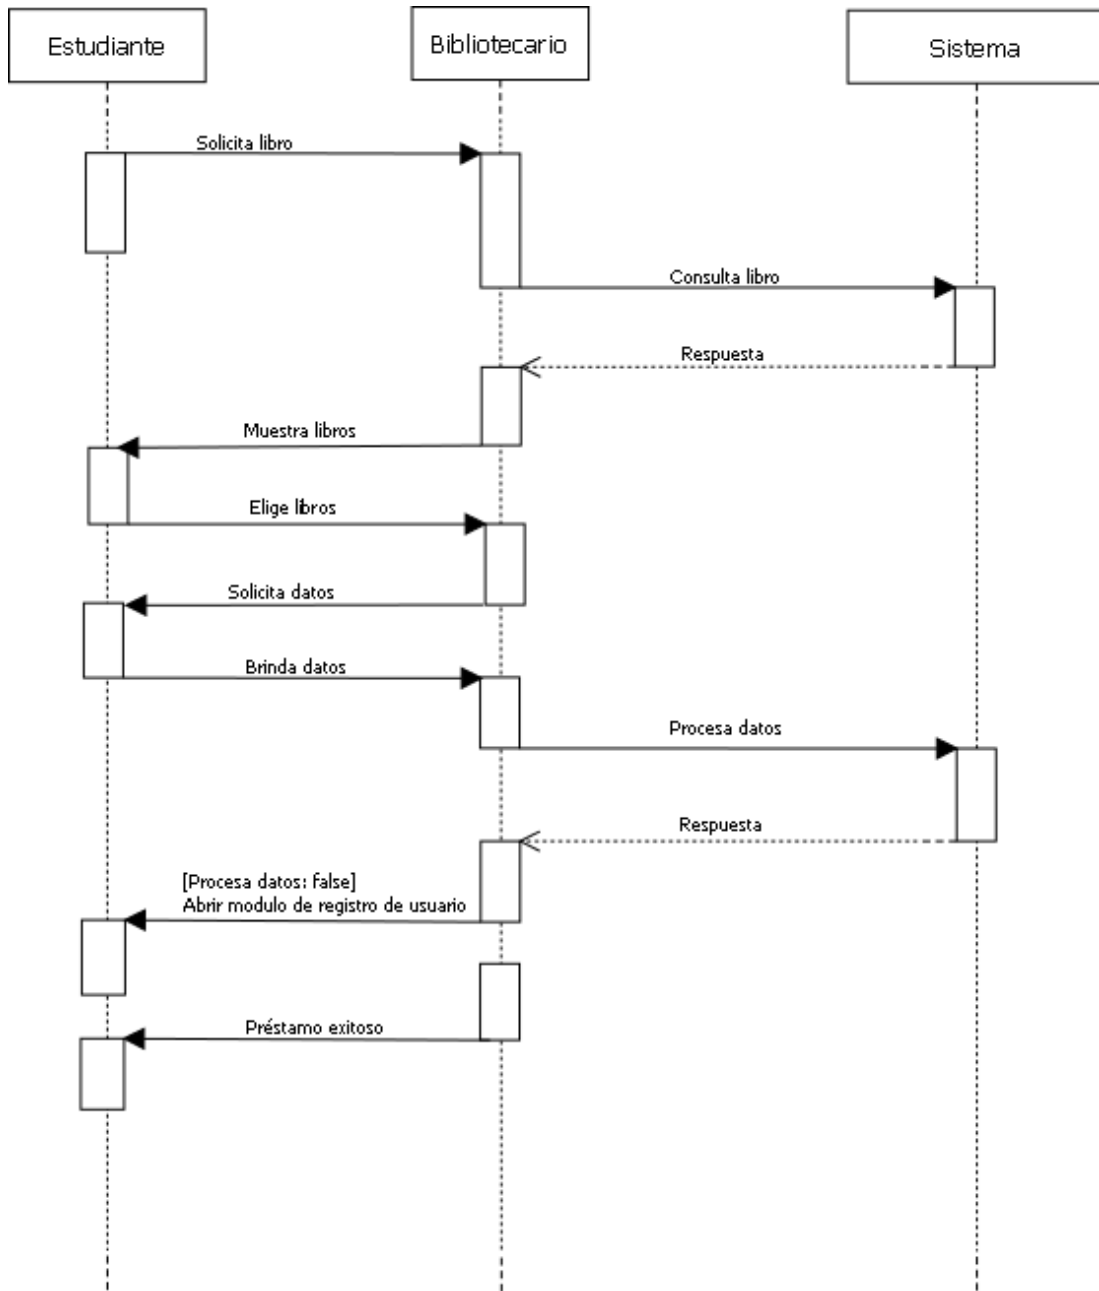 Estudiante
Bibliotecario
Sistema
Solicita libro
Consulta libro
Respuesta
Muestra libros
Elige libros
Solicita datos
Brinda datos
Procesa datos
Respuesta
[Procesa datos: false]
Abrir modulo de registro de usuario
Préstamo exitoso